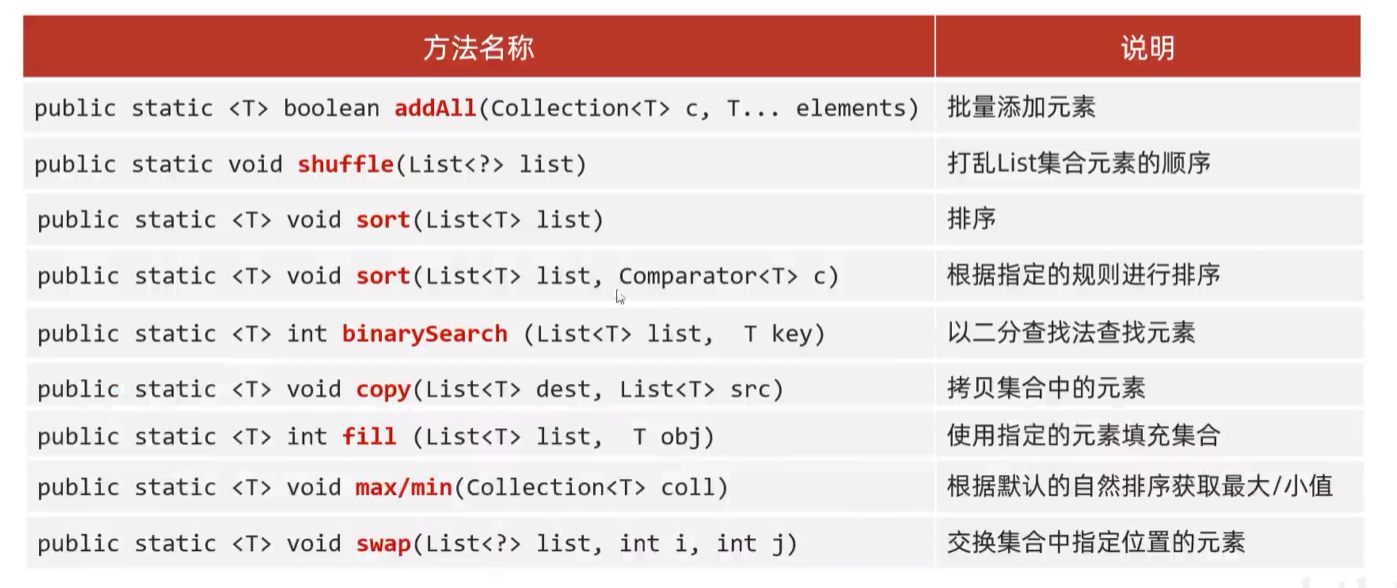 方法名称 说明
public static <T> boolean addAll(Collection<T> c, T... elements) 批量添加元素
public static void shuffle(List<?> list) 打乱List集合元素的顺序
public static <T> void sort(List<T> list) 排序
public static <T> void sort(List<T> list, Comparator<T> c) 根据指定的规则进行排序
public static <T> int binarySearch (List<T> list, T key) 以二分查找法查找元素
public static <T> void copy(List<T> dest, List<T> src) 拷贝集合中的元素
public static <T> int fill (List<T> list, T obj) 使用指定的元素填充集合
public static <T> void max/min(Collection<T> coll) 根据默认的自然排序获取最大/小值
public static <T> void swap(List<?> list, int i, int j) 交换集合中指定位置的元素